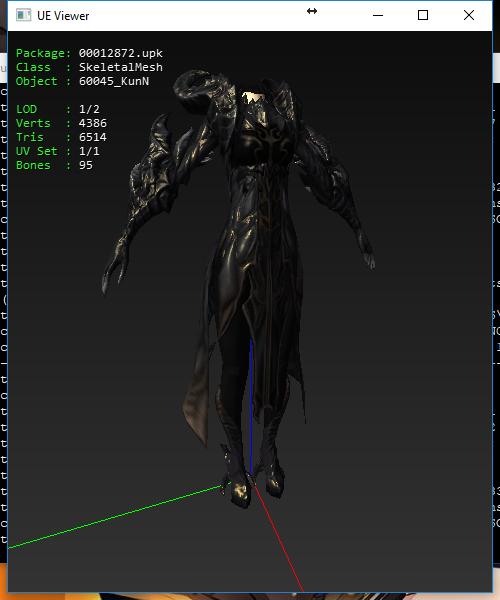 UE Viewer
Package: 00012872.upk
Class  : SkeletalMesh
Object : 60045_KunN
LOD    : 1/2
Verts  : 4386
Tris   : 6514
UV Set : 1/1
Bones  : 95